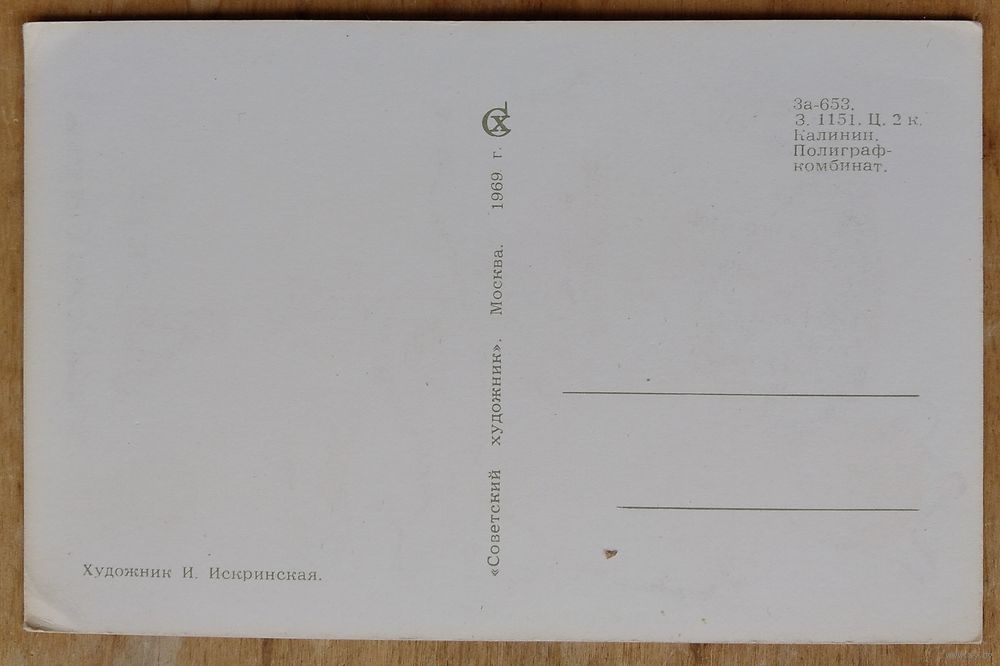 Художник И. Искринская.
«Советский художник». Москва. 1969 г.
СХ
За-653.
З. 1151. Ц. 2 к.
Калинин.
Полиграф-
комбинат.